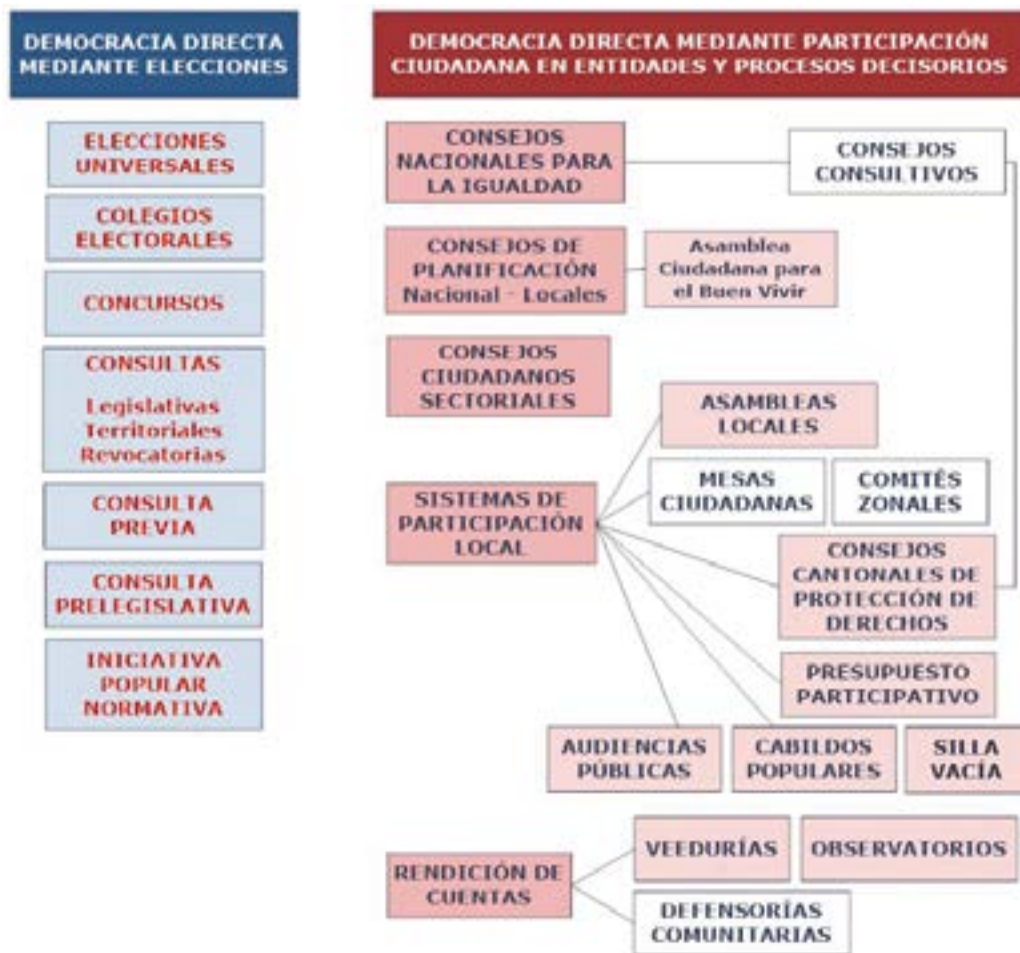 DEMOCRACIA DIRECTA
MEDIANTE ELECCIONES
ELECCIONES
UNIVERSALES
COLEGIOS
ELECTORALES
CONCURSOS
CONSULTAS
Legislativas
Territoriales
Revocatorias
CONSULTA
PREVIA
CONSULTA
PRELEGISLATIVA
INICIATIVA
POPULAR
NORMATIVA
DEMOCRACIA DIRECTA MEDIANTE PARTICIPACIÓN
CIUDADANA EN ENTIDADES Y PROCESOS DECISORIOS
CONSEJOS
NACIONALES PARA
LA IGUALDAD
CONSEJOS
CONSULTIVOS
CONSEJOS DE
PLANIFICACIÓN
Nacional - Locales
Asamblea
Ciudadana para
el Buen Vivir
CONSEJOS
CIUDADANOS
SECTORIALES
SISTEMAS DE
PARTICIPACIÓN
LOCAL
ASAMBLEAS
LOCALES
MESAS
CIUDADANAS
COMITÉS
ZONALES
CONSEJOS
CANTONALES DE
PROTECCIÓN DE
DERECHOS
PRESUPUESTO
PARTICIPATIVO
AUDIENCIAS
PÚBLICAS
CABILDOS
POPULARES
SILLA
VACÍA
RENDICIÓN DE
CUENTAS
VEEDURÍAS
OBSERVATORIOS
DEFENSORÍAS
COMUNITARIAS